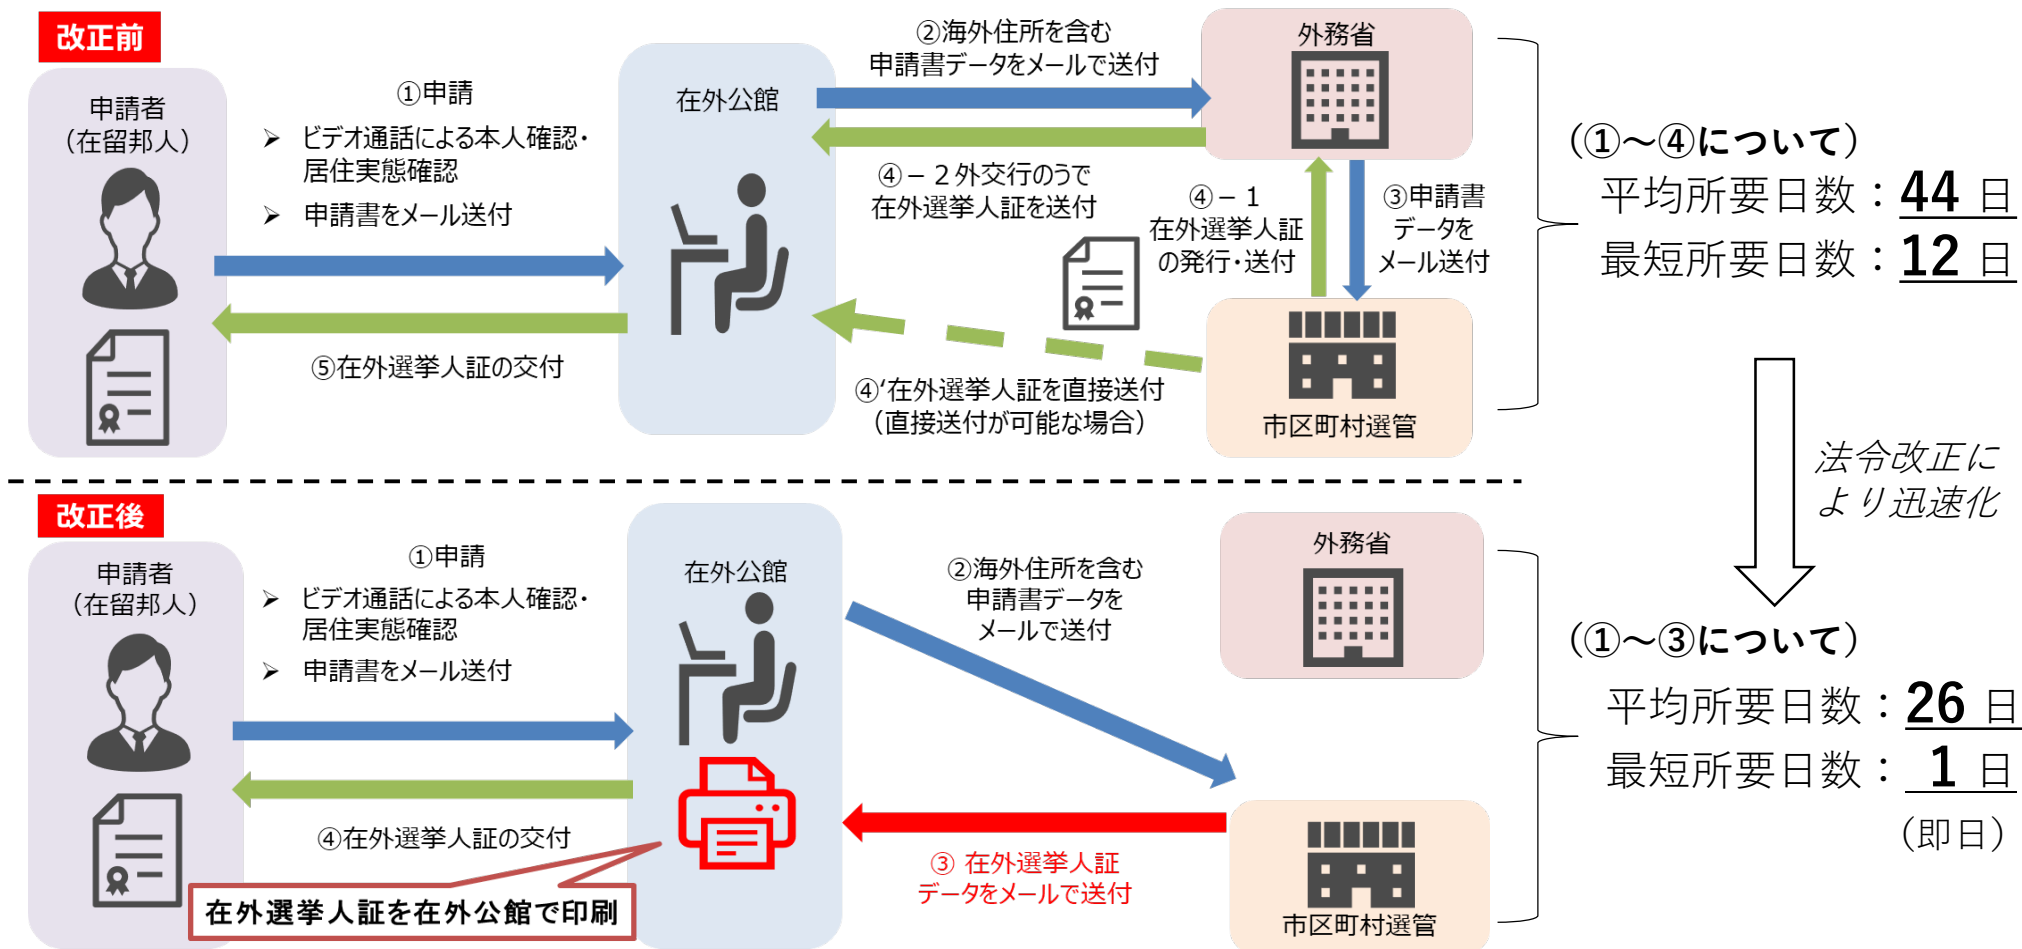 改正前
申請者
（在留邦人）
①申請
➢ ビデオ通話による本人確認・
居住実態確認
➢ 申請書をメール送付
⑤在外選挙人証の交付
在外公館
②海外住所を含む
申請書データをメールで送付
④－２外交行のうで
在外選挙人証を送付
④－１
在外選挙人証
の発行・送付
③申請書
データを
メール送付
④‘在外選挙人証を直接送付
（直接送付が可能な場合）
外務省
市区町村選管
（①～④について）
平均所要日数：44 日
最短所要日数：12 日
法令改正に
より迅速化
改正後
申請者
（在留邦人）
①申請
➢ ビデオ通話による本人確認・
居住実態確認
➢ 申請書をメール送付
④在外選挙人証の交付
在外選挙人証を在外公館で印刷
在外公館
②海外住所を含む
申請書データを
メールで送付
③ 在外選挙人証
データをメールで送付
外務省
市区町村選管
（①～③について）
平均所要日数：26 日
最短所要日数： 1 日
（即日）